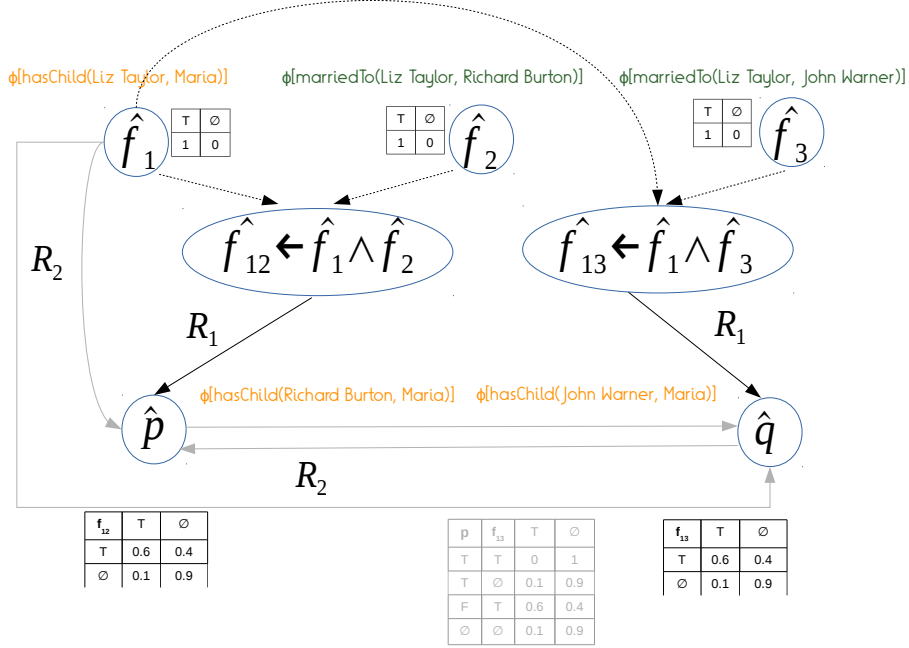 ϕ[hasChild(Liz Taylor, Maria)] ϕ[marriedTo(Liz Taylor, Richard Burton)] ϕ[marriedTo(Liz Taylor, John Warner)]
f̂₁
T ∅
1 0
T ∅
1 0
f̂₂
T ∅
1 0
f̂₃
R₂
f̂₁₂ ← f̂₁ ∧ f̂₂
f̂₁₃ ← f̂₁ ∧ f̂₃
R₁
R₁
ϕ[hasChild(Richard Burton, Maria)] ϕ[hasChild(John Warner, Maria)]
p̂
q̂
R₂
f₁₂ T ∅
T 0.6 0.4
∅ 0.1 0.9
p f₁₃ T ∅
T T 0 1
T ∅ 0.1 0.9
F T 0.6 0.4
∅ ∅ 0.1 0.9
f₁₃ T ∅
T 0.6 0.4
∅ 0.1 0.9